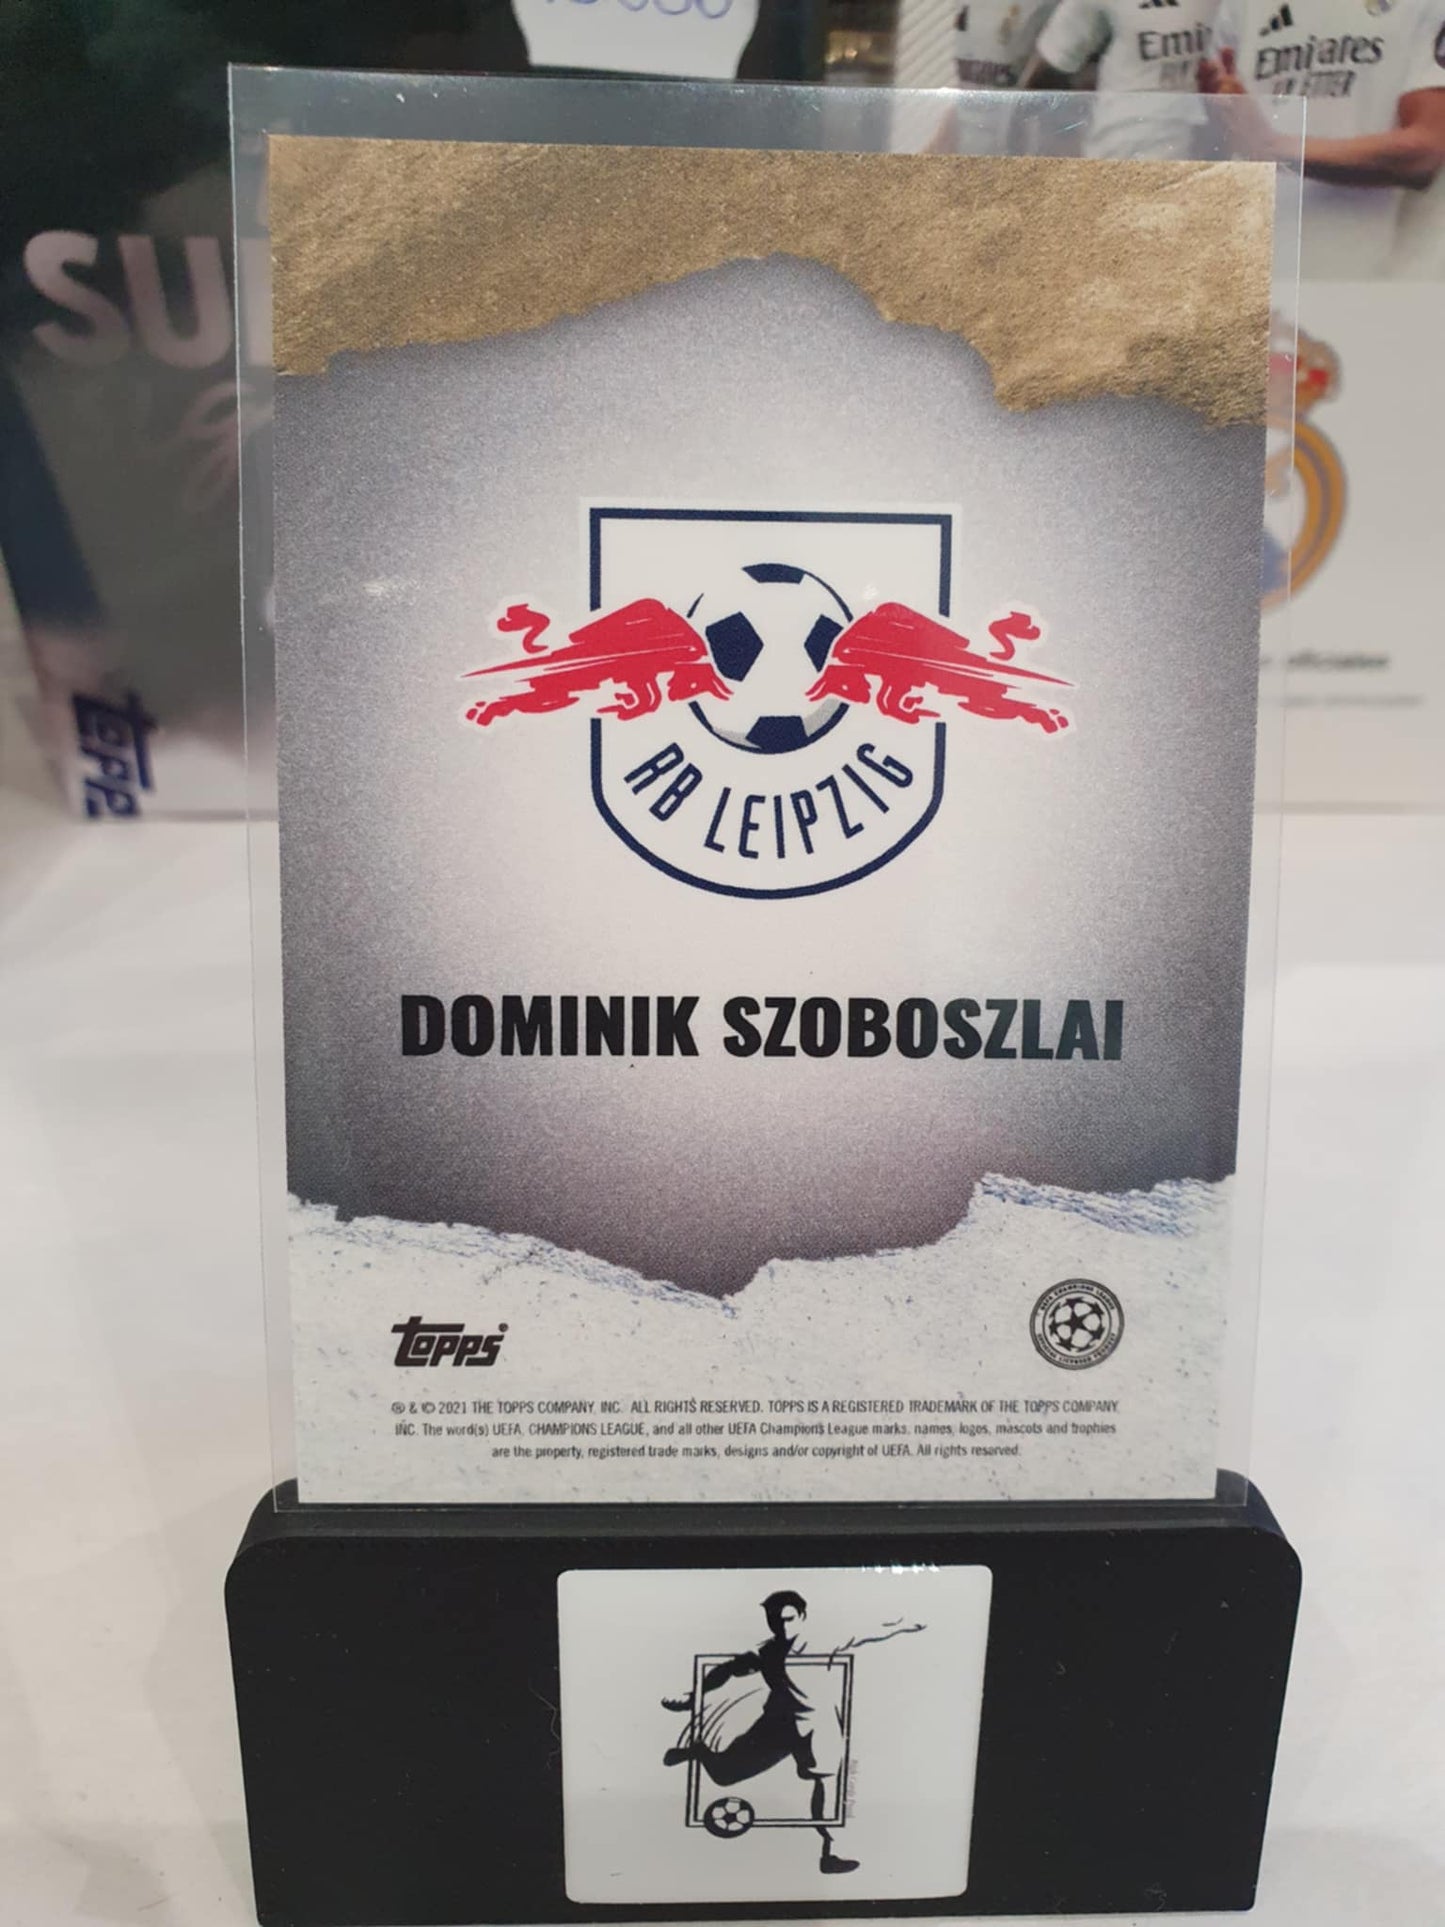 Emirates
SU
TOPPS
RB LEIPZIG
DOMINIK SZOBOSZLAI
TOPPS®
® & © 2021 THE TOPPS COMPANY, INC. ALL RIGHTS RESERVED. TOPPS IS A REGISTERED TRADEMARK OF THE TOPPS COMPANY
INC. The word(s) UEFA, CHAMPIONS LEAGUE, and all other UEFA Champions League marks, names, logos, mascots and trophies
are the property, registered trade marks, designs and/or copyright of UEFA. All rights reserved.